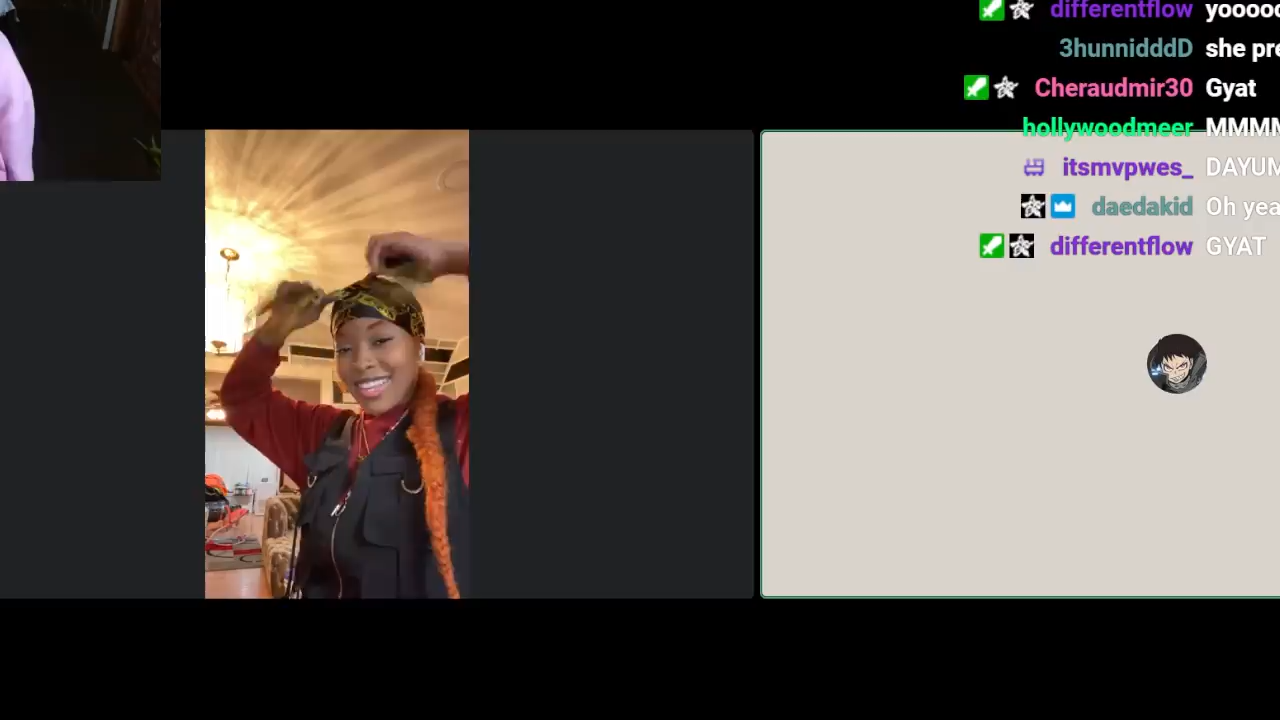 differentflow yoooo
3hunnidddD she pre
Cheraudmir30 Gyat
hollywoodmeer MMMM
itsmvpwes_ DAYUM
daedakid Oh yea
differentflow GYAT